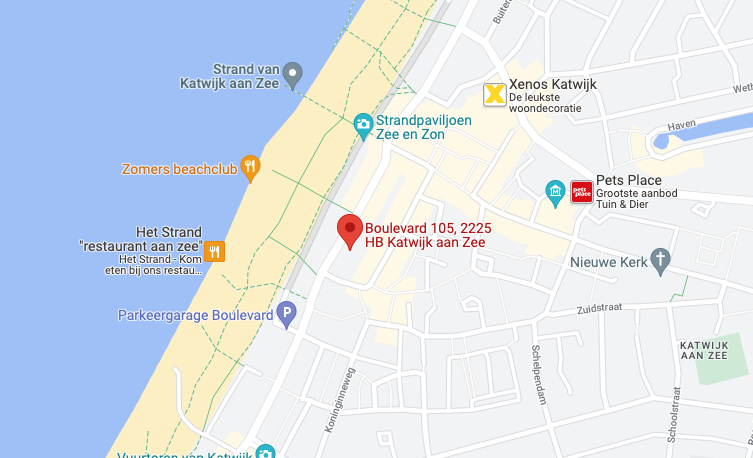 Buiten
Strand van
Katwijk aan Zee
Xenos Katwijk
De leukste
woondecoratie
Weth
Haven
Strandpaviljoen
Zee en Zon
Zomers beachclub
Pets Place
Grootste aanbod
Tuin & Dier
pets
place
Het Strand
"restaurant aan zee"
Het Strand - Kom
eten bij ons restau...
Boulevard 105, 2225
HB Katwijk aan Zee
Nieuwe Kerk
Parkeergarage Boulevard
P
Zuidstraat
KATWIJK
AAN ZEE
Schelpendam
Koninginneweg
Schoolstraat
Vuurtoren van Katwijk